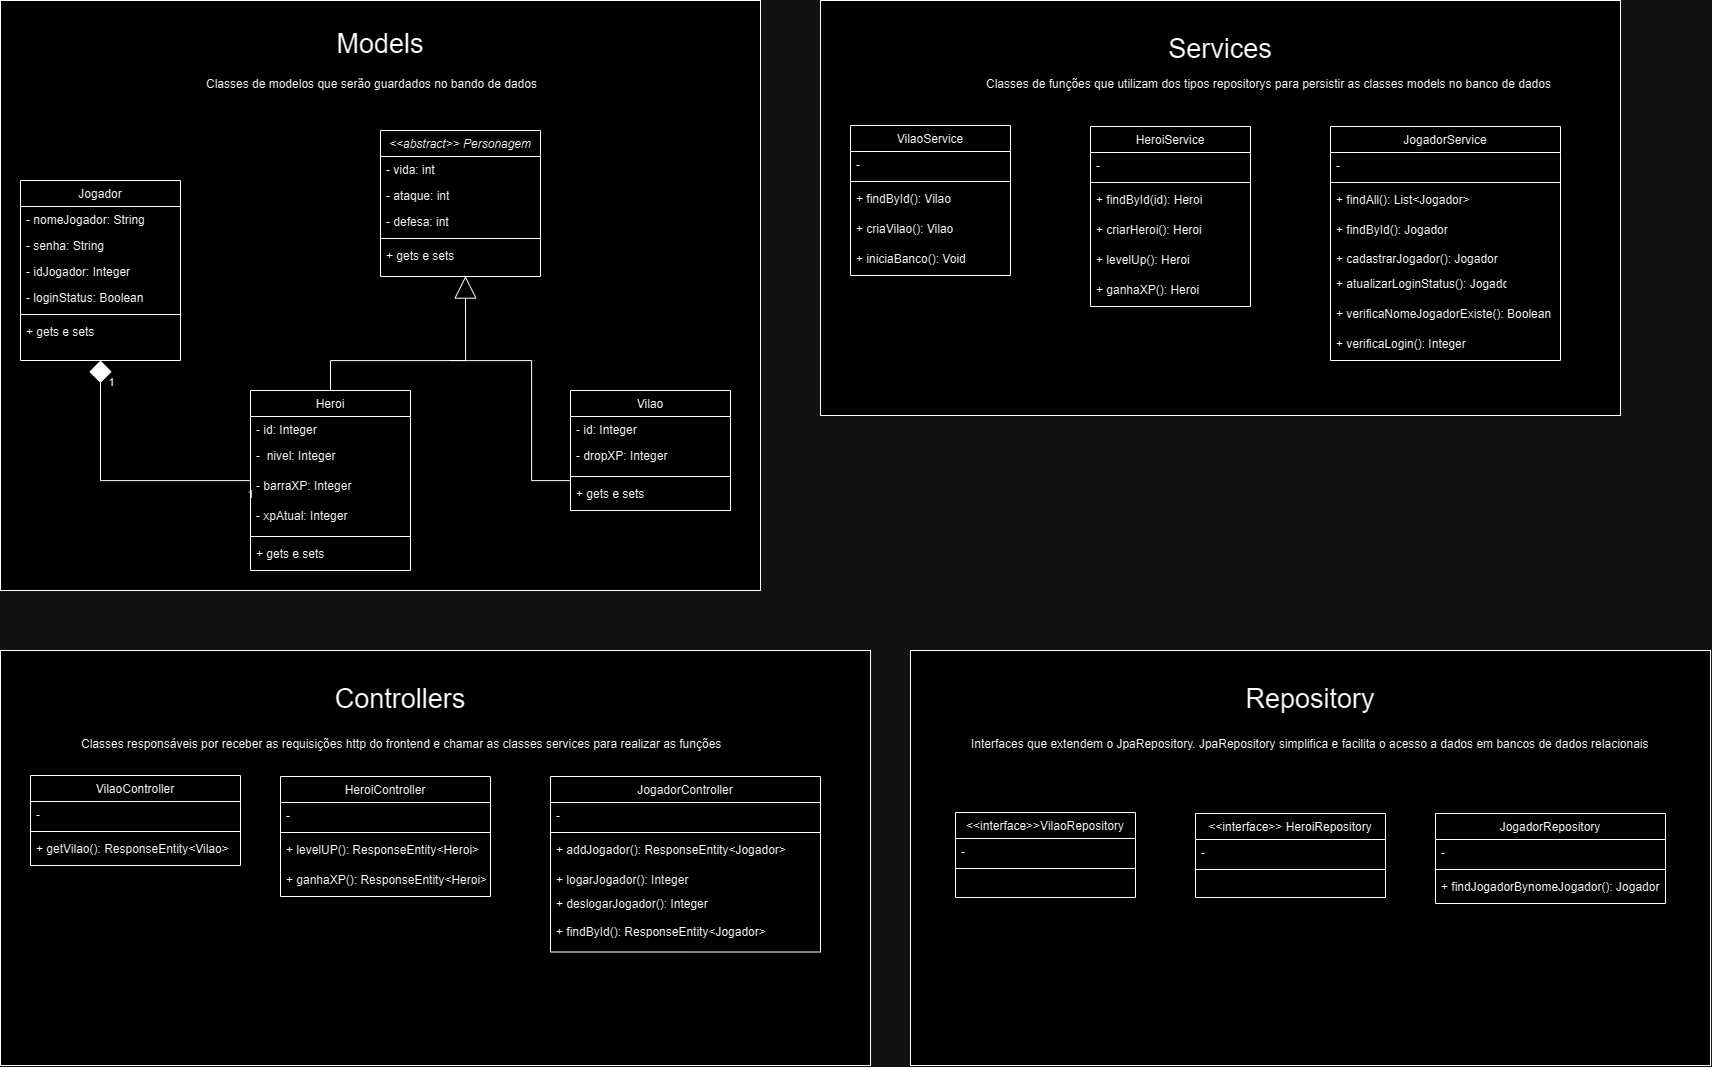 Models
Classes de modelos que serão guardados no bando de dados
<<abstract>> Personagem
- vida: int
- ataque: int
- defesa: int
+ gets e sets
Jogador
- nomeJogador: String
- senha: String
- idJogador: Integer
- loginStatus: Boolean
+ gets e sets
1
Heroi
- id: Integer
- nivel: Integer
- barraXP: Integer
1
- xpAtual: Integer
+ gets e sets
Vilao
- id: Integer
- dropXP: Integer
+ gets e sets
Services
Classes de funções que utilizam dos tipos repositorys para persistir as classes models no banco de dados
VilaoService
-
+ findById(): Vilao
+ criaVilao(): Vilao
+ iniciaBanco(): Void
HeroiService
-
+ findById(id): Heroi
+ criarHeroi(): Heroi
+ levelUp(): Heroi
+ ganhaXP(): Heroi
JogadorService
-
+ findAll(): List<Jogador>
+ findById(): Jogador
+ cadastrarJogador(): Jogador
+ atualizarLoginStatus(): Jogadc
+ verificaNomeJogadorExiste(): Boolean
+ verificaLogin(): Integer
Controllers
Classes responsáveis por receber as requisições http do frontend e chamar as classes services para realizar as funções
VilaoController
-
+ getVilao(): ResponseEntity<Vilao>
HeroiController
-
+ levelUP(): ResponseEntity<Heroi>
+ ganhaXP(): ResponseEntity<Heroi>
JogadorController
-
+ addJogador(): ResponseEntity<Jogador>
+ logarJogador(): Integer
+ deslogarJogador(): Integer
+ findById(): ResponseEntity<Jogador>
Repository
Interfaces que extendem o JpaRepository. JpaRepository simplifica e facilita o acesso a dados em bancos de dados relacionais
<<interface>>VilaoRepository
-
<<interface>> HeroiRepository
-
JogadorRepository
-
+ findJogadorBynomeJogador(): Jogador